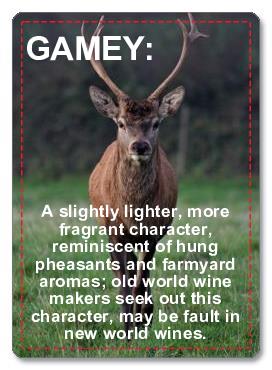 GAMEY:
A slightly lighter, more
fragrant character,
reminiscent of hung
pheasants and farmyard
aromas; old world wine
makers seek out this
character, may be fault in
new world wines.